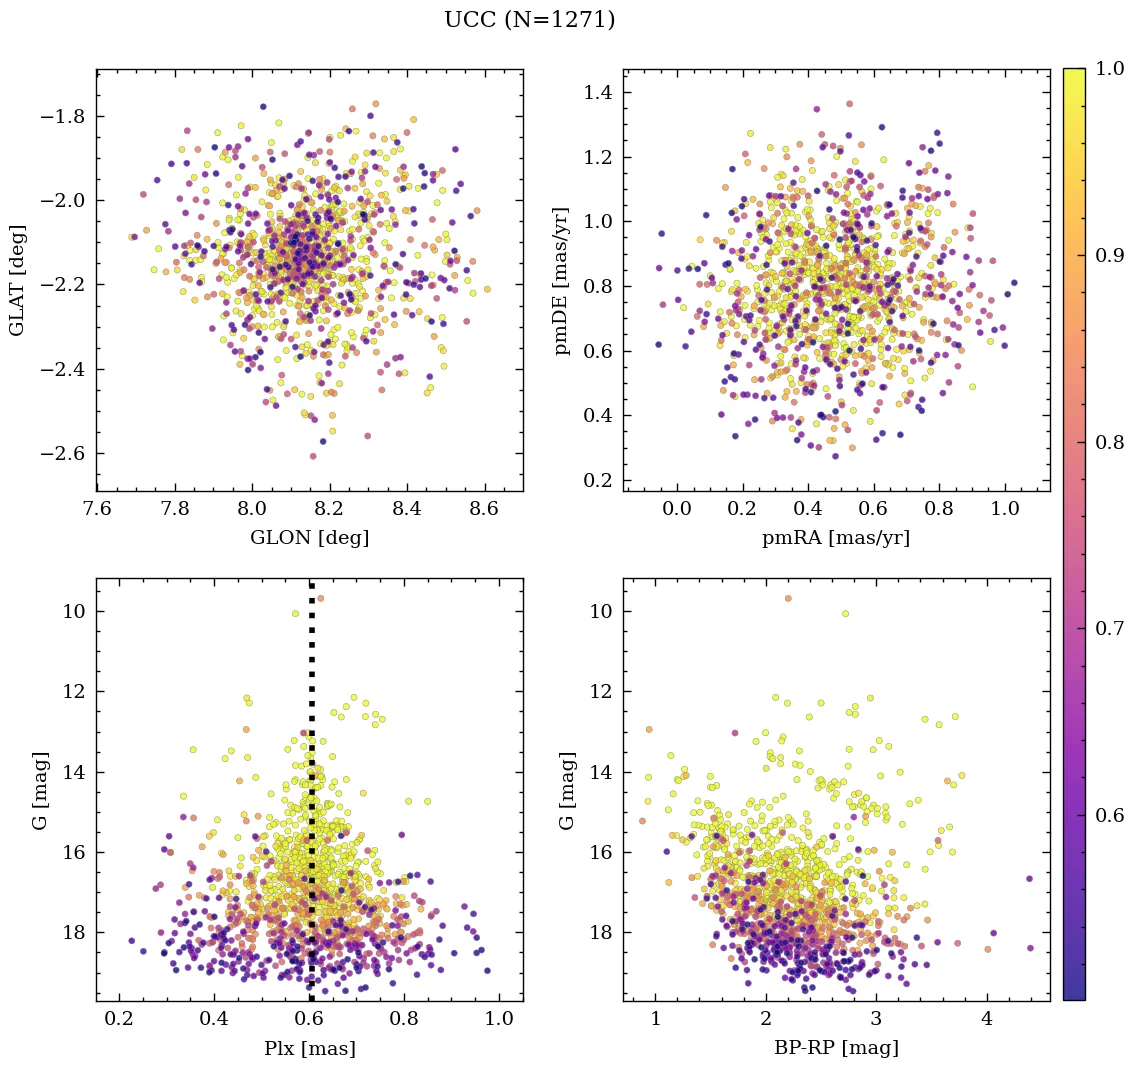 UCC (N=1271)
−1.8
−2.0
−2.2
−2.4
−2.6
GLAT [deg]
7.6 7.8 8.0 8.2 8.4 8.6
GLON [deg]
1.4
1.2
1.0
0.8
0.6
0.4
0.2
pmDE [mas/yr]
0.0 0.2 0.4 0.6 0.8 1.0
pmRA [mas/yr]
10
12
14
16
18
G [mag]
0.2 0.4 0.6 0.8 1.0
Plx [mas]
10
12
14
16
18
G [mag]
1 2 3 4
BP-RP [mag]
1.0
0.9
0.8
0.7
0.6